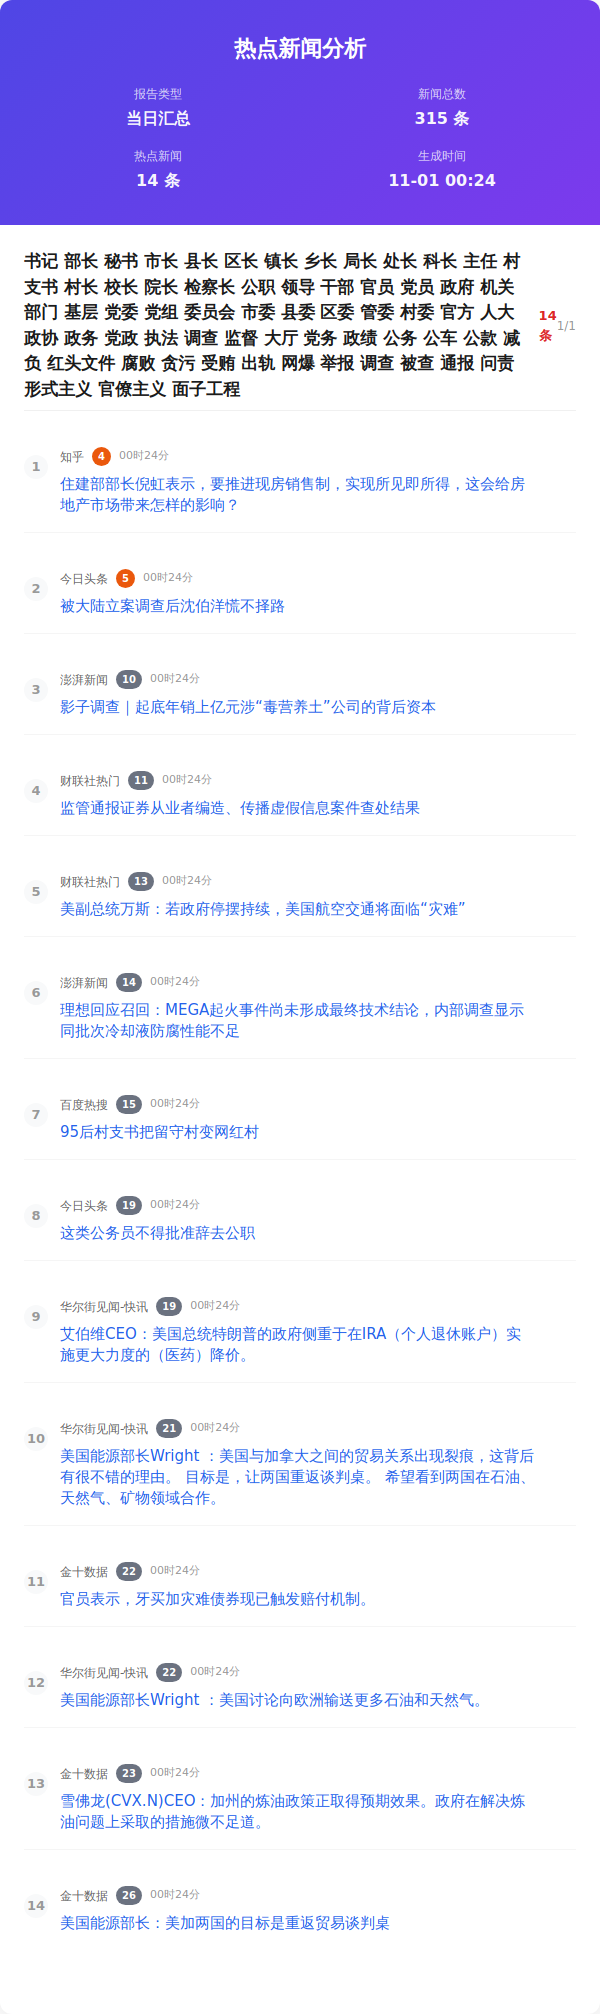 热点新闻分析
报告类型
新闻总数
当日汇总
315 条
热点新闻
生成时间
14 条
11-01 00:24
书记 部长 秘书 市长 县长 区长 镇长 乡长 局长 处长 科长 主任 村
支书 村长 校长 院长 检察长 公职 领导 干部 官员 党员 政府 机关
部门 基层 党委 党组 委员会 市委 县委 区委 管委 村委 官方 人大
政协 政务 党政 执法 调查 监督 大厅 党务 政绩 公务 公车 公款 减
负 红头文件 腐败 贪污 受贿 出轨 网爆 举报 调查 被查 通报 问责
形式主义 官僚主义 面子工程
14
条
1/1
1
知乎 4 00时24分
住建部部长倪虹表示，要推进现房销售制，实现所见即所得，这会给房
地产市场带来怎样的影响？
2
今日头条 5 00时24分
被大陆立案调查后沈伯洋慌不择路
3
澎湃新闻 10 00时24分
影子调查｜起底年销上亿元涉“毒营养土”公司的背后资本
4
财联社热门 11 00时24分
监管通报证券从业者编造、传播虚假信息案件查处结果
5
财联社热门 13 00时24分
美副总统万斯：若政府停摆持续，美国航空交通将面临“灾难”
6
澎湃新闻 14 00时24分
理想回应召回：MEGA起火事件尚未形成最终技术结论，内部调查显示
同批次冷却液防腐性能不足
7
百度热搜 15 00时24分
95后村支书把留守村变网红村
8
今日头条 19 00时24分
这类公务员不得批准辞去公职
9
华尔街见闻-快讯 19 00时24分
艾伯维CEO：美国总统特朗普的政府侧重于在IRA（个人退休账户）实
施更大力度的（医药）降价。
10
华尔街见闻-快讯 21 00时24分
美国能源部长Wright ：美国与加拿大之间的贸易关系出现裂痕，这背后
有很不错的理由。 目标是，让两国重返谈判桌。 希望看到两国在石油、
天然气、矿物领域合作。
11
金十数据 22 00时24分
官员表示，牙买加灾难债券现已触发赔付机制。
12
华尔街见闻-快讯 22 00时24分
美国能源部长Wright ：美国讨论向欧洲输送更多石油和天然气。
13
金十数据 23 00时24分
雪佛龙(CVX.N)CEO：加州的炼油政策正取得预期效果。政府在解决炼
油问题上采取的措施微不足道。
14
金十数据 26 00时24分
美国能源部长：美加两国的目标是重返贸易谈判桌